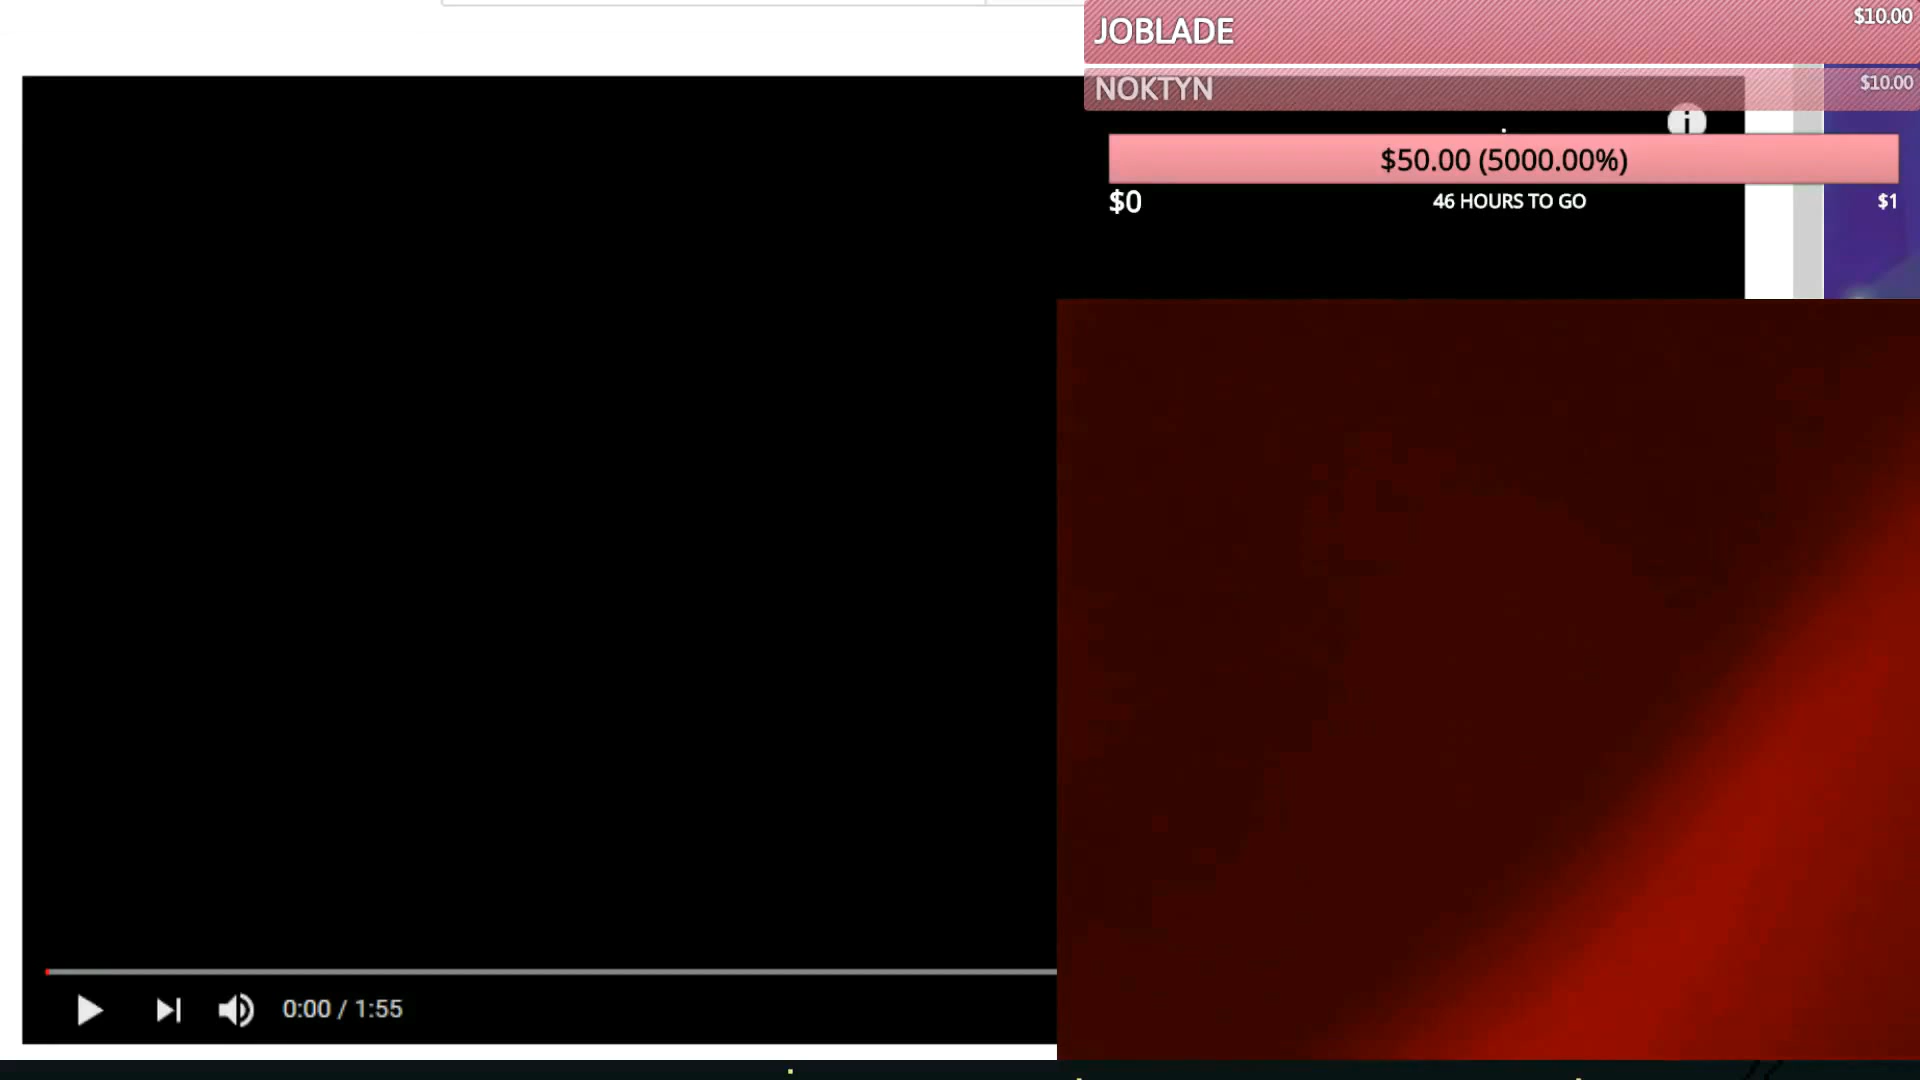 JOBLADE $10.00
NOKTYN $10.00
$50.00 (5000.00%)
$0 46 HOURS TO GO $1
0:00 / 1:55